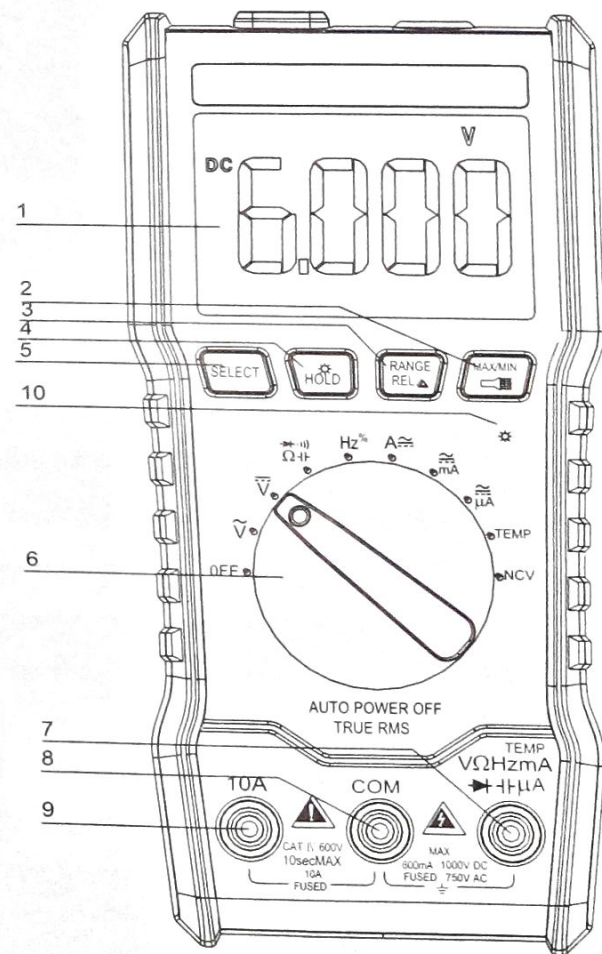 V
DC 6.000
1
2
3
4
5
SELECT
HOLD
RANGE
REL
MAX/MIN
10
Hz%
A
mA
Ω
μA
V
TEMP
V
6
OFF
NCV
AUTO POWER OFF
TRUE RMS
7
8
9
TEMP
10A
COM
VΩHzmA
μA
CAT IV 600V
10secMAX
10A
FUSED
MAX
600mA 1000V DC
FUSED 750V AC